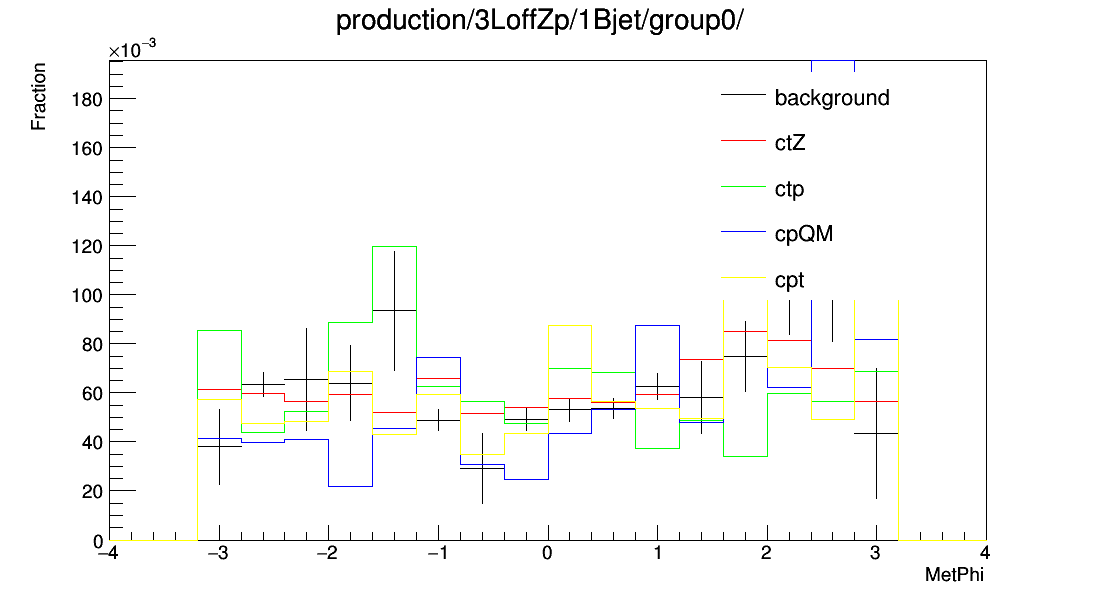 production/3LoffZp/1Bjet/group0/
×10⁻³
Fraction
180
160
140
120
100
80
60
40
20
0
background
ctZ
ctp
cpQM
cpt
−4 −3 −2 −1 0 1 2 3 4
MetPhi